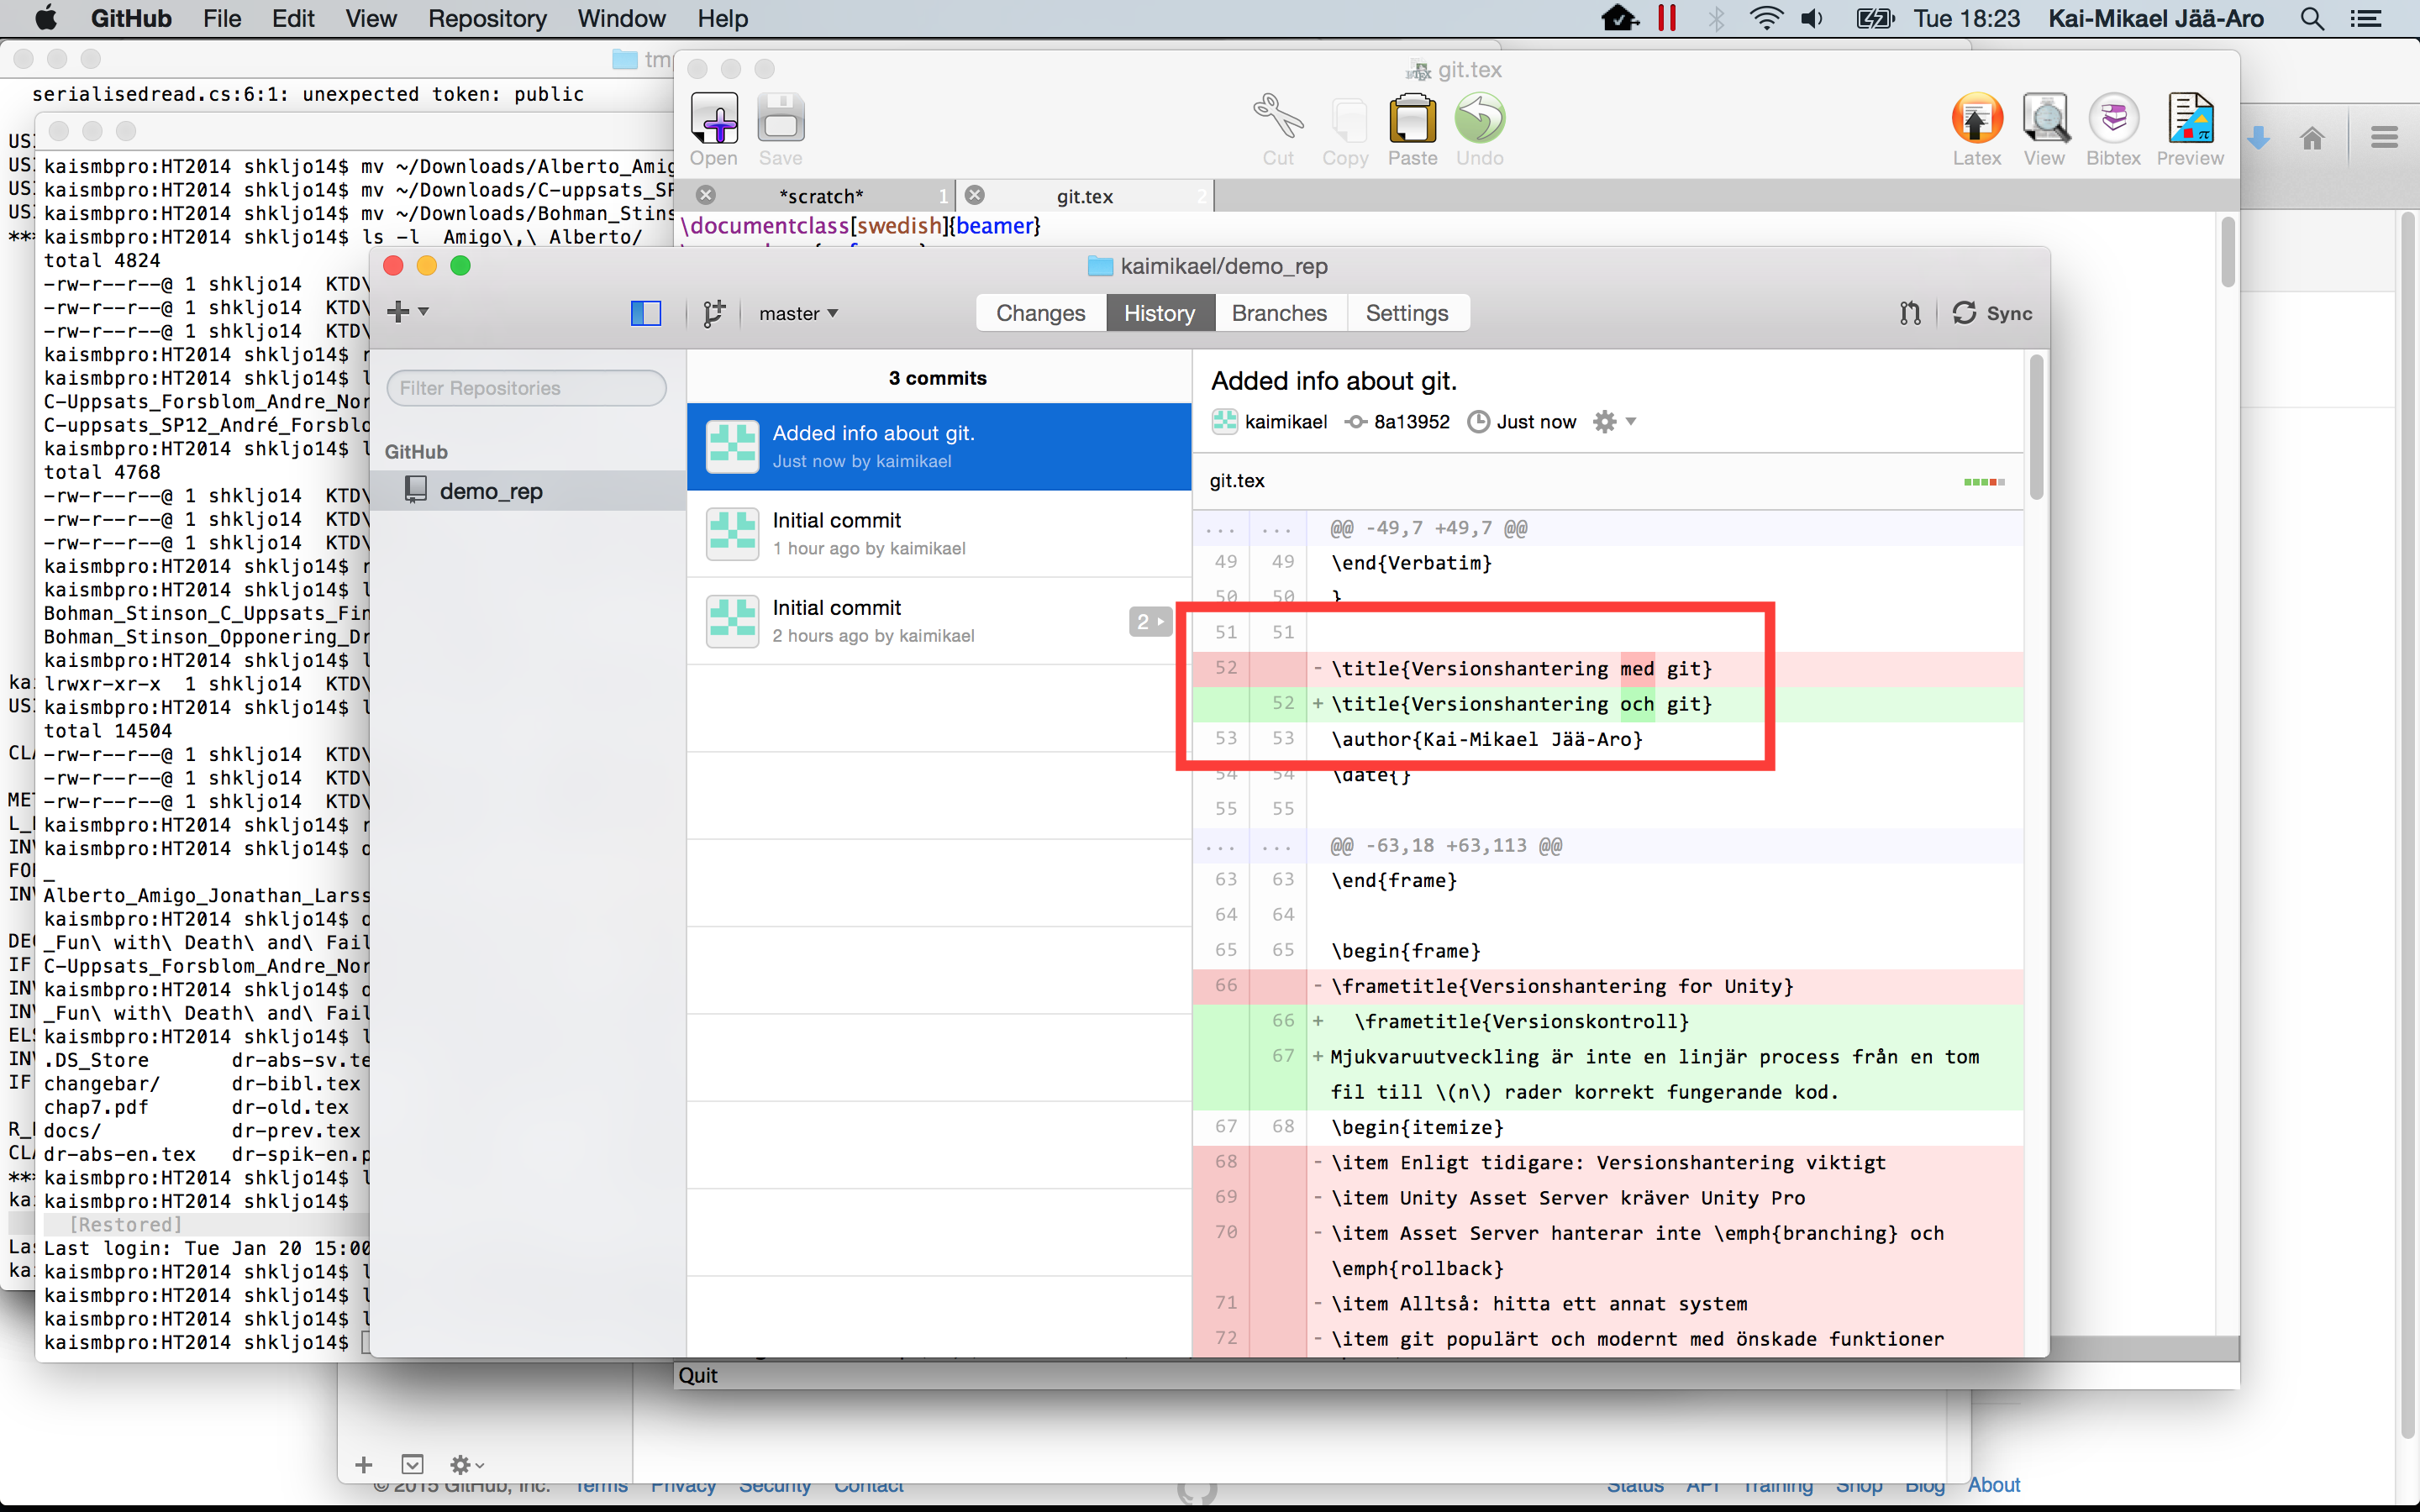 GitHub File Edit View Repository Window Help Tue 18:23 Kai-Mikael Jää-Aro
serialisedread.cs:6:1: unexpected token: public
kaismbpro:HT2014 shkljo14$ mv ~/Downloads/Alberto_Amig
kaismbpro:HT2014 shkljo14$ mv ~/Downloads/C-uppsats_SP
kaismbpro:HT2014 shkljo14$ mv ~/Downloads/Bohman_Stins
kaismbpro:HT2014 shkljo14$ ls -l Amigo\,\ Alberto/
total 4824
-rw-r--r--@ 1 shkljo14 KTD\
-rw-r--r--@ 1 shkljo14 KTD\
-rw-r--r--@ 1 shkljo14 KTD\
kaismbpro:HT2014 shkljo14$ r
kaismbpro:HT2014 shkljo14$ l
C-Uppsats_Forsblom_Andre_Nor
C-uppsats_SP12_André_Forsblo
kaismbpro:HT2014 shkljo14$ l
total 4768
-rw-r--r--@ 1 shkljo14 KTD\
-rw-r--r--@ 1 shkljo14 KTD\
-rw-r--r--@ 1 shkljo14 KTD\
kaismbpro:HT2014 shkljo14$ r
kaismbpro:HT2014 shkljo14$ l
Bohman_Stinson_C_Uppsats_Fin
Bohman_Stinson_Opponering_Dr
kaismbpro:HT2014 shkljo14$ l
lrwxr-xr-x 1 shkljo14 KTD\
kaismbpro:HT2014 shkljo14$ l
total 14504
-rw-r--r--@ 1 shkljo14 KTD\
-rw-r--r--@ 1 shkljo14 KTD\
-rw-r--r--@ 1 shkljo14 KTD\
kaismbpro:HT2014 shkljo14$ r
kaismbpro:HT2014 shkljo14$ o
_
Alberto_Amigo_Jonathan_Larss
kaismbpro:HT2014 shkljo14$ o
_Fun\ with\ Death\ and\ Fail
C-Uppsats_Forsblom_Andre_Nor
kaismbpro:HT2014 shkljo14$ o
_Fun\ with\ Death\ and\ Fail
kaismbpro:HT2014 shkljo14$ l
.DS_Store dr-abs-sv.te
changebar/ dr-bibl.tex
chap7.pdf dr-old.tex
docs/ dr-prev.tex
dr-abs-en.tex dr-spik-en.p
kaismbpro:HT2014 shkljo14$ l
kaismbpro:HT2014 shkljo14$
[Restored]
Last login: Tue Jan 20 15:00
kaismbpro:HT2014 shkljo14$ l
kaismbpro:HT2014 shkljo14$ l
kaismbpro:HT2014 shkljo14$ l
kaismbpro:HT2014 shkljo14$
git.tex
Open Save Cut Copy Paste Undo Latex View Bibtex Preview
*scratch* 1 git.tex 2
\documentclass[swedish]{beamer}
kaimikael/demo_rep
master Changes History Branches Settings Sync
Filter Repositories
GitHub
demo_rep
3 commits
Added info about git.
Just now by kaimikael
Initial commit
1 hour ago by kaimikael
Initial commit
2 hours ago by kaimikael
2
Added info about git.
kaimikael 8a13952 Just now
git.tex
... ... @@ -49,7 +49,7 @@
49 49 \end{Verbatim}
50 50 }
51 51
52 - \title{Versionshantering med git}
52 + \title{Versionshantering och git}
53 53 \author{Kai-Mikael Jää-Aro}
54 54 \date{}
55 55
... ... @@ -63,18 +63,113 @@
63 63 \end{frame}
64 64
65 65 \begin{frame}
66 - \frametitle{Versionshantering for Unity}
66 + \frametitle{Versionskontroll}
67 + Mjukvaruutveckling är inte en linjär process från en tom
fil till \(n\) rader korrekt fungerande kod.
67 68 \begin{itemize}
68 - \item Enligt tidigare: Versionshantering viktigt
69 - \item Unity Asset Server kräver Unity Pro
70 - \item Asset Server hanterar inte \emph{branching} och
\emph{rollback}
71 - \item Alltså: hitta ett annat system
72 - \item git populärt och modernt med önskade funktioner
Quit
© 2015 GitHub, Inc. Terms Privacy Security Contact Status API Training Shop Blog About